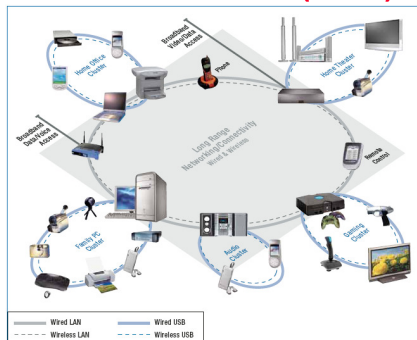 Broadband
Video/Data
Access
Home Office
Cluster
Phone
Home Theater
Cluster
Broadband
Data/Voice
Access
Long Range
Networking/Connectivity
Wired & Wireless
Remote
Control
Family PC
Cluster
Audio
Cluster
Gaming
Cluster
Wired LAN
Wired USB
Wireless LAN
Wireless USB